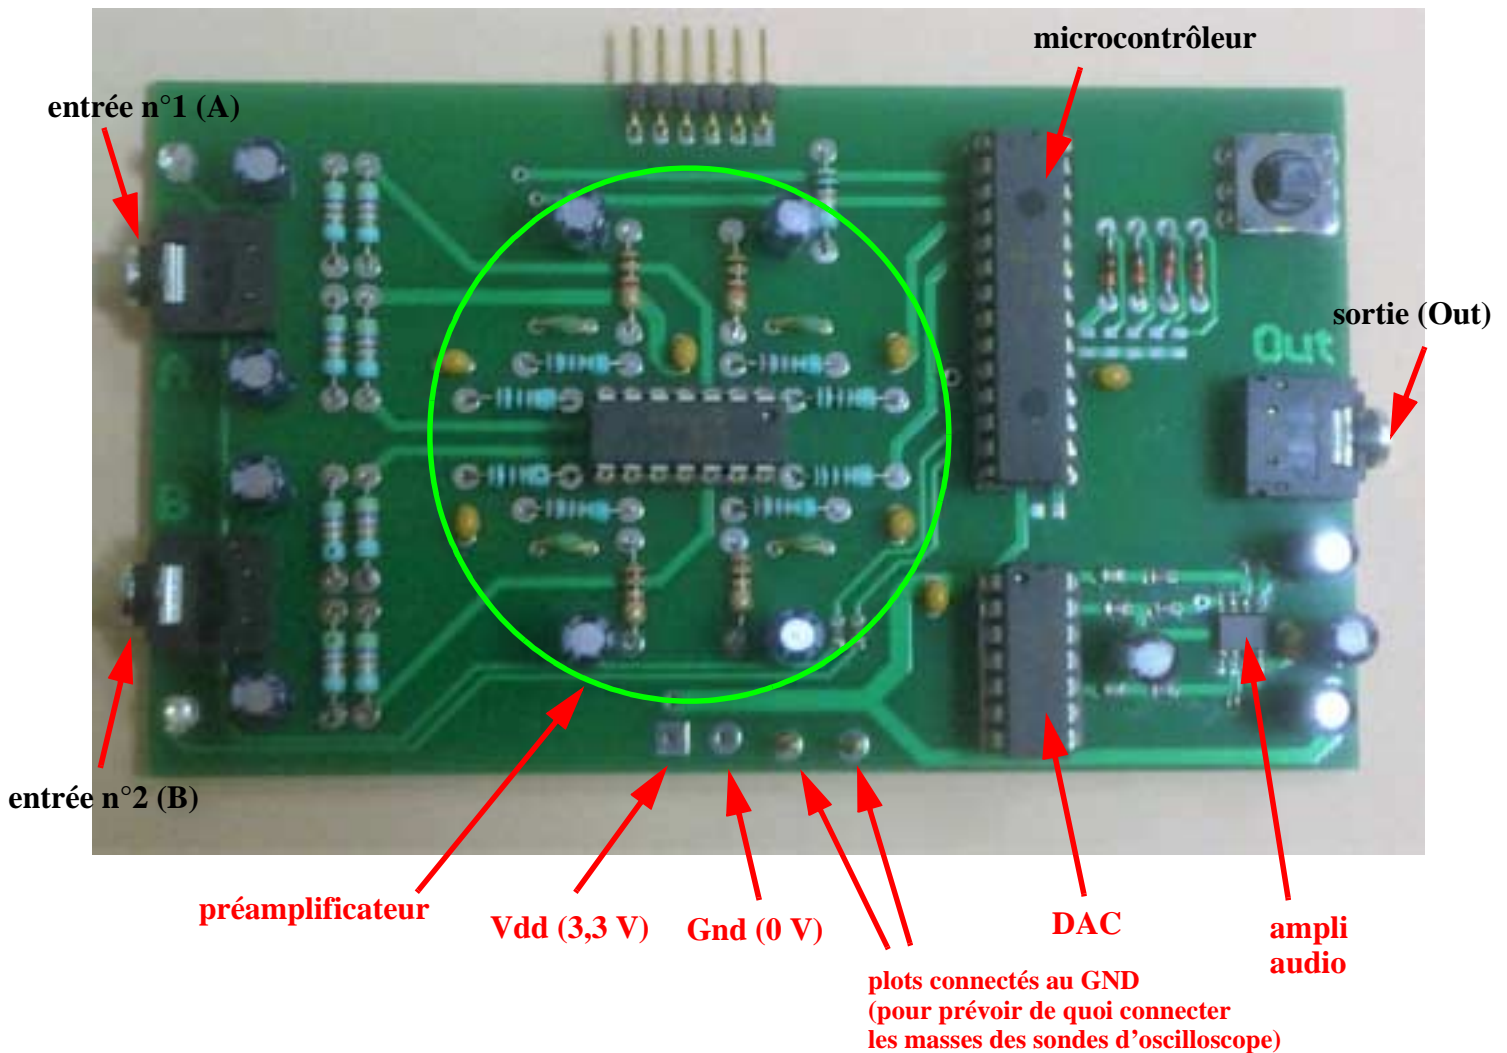 microcontrôleur
entrée n°1 (A)
sortie (Out)
Out
A
B
entrée n°2 (B)
préamplificateur
Vdd (3,3 V)
Gnd (0 V)
DAC
ampli
audio
plots connectés au GND
(pour prévoir de quoi connecter
les masses des sondes d’oscilloscope)